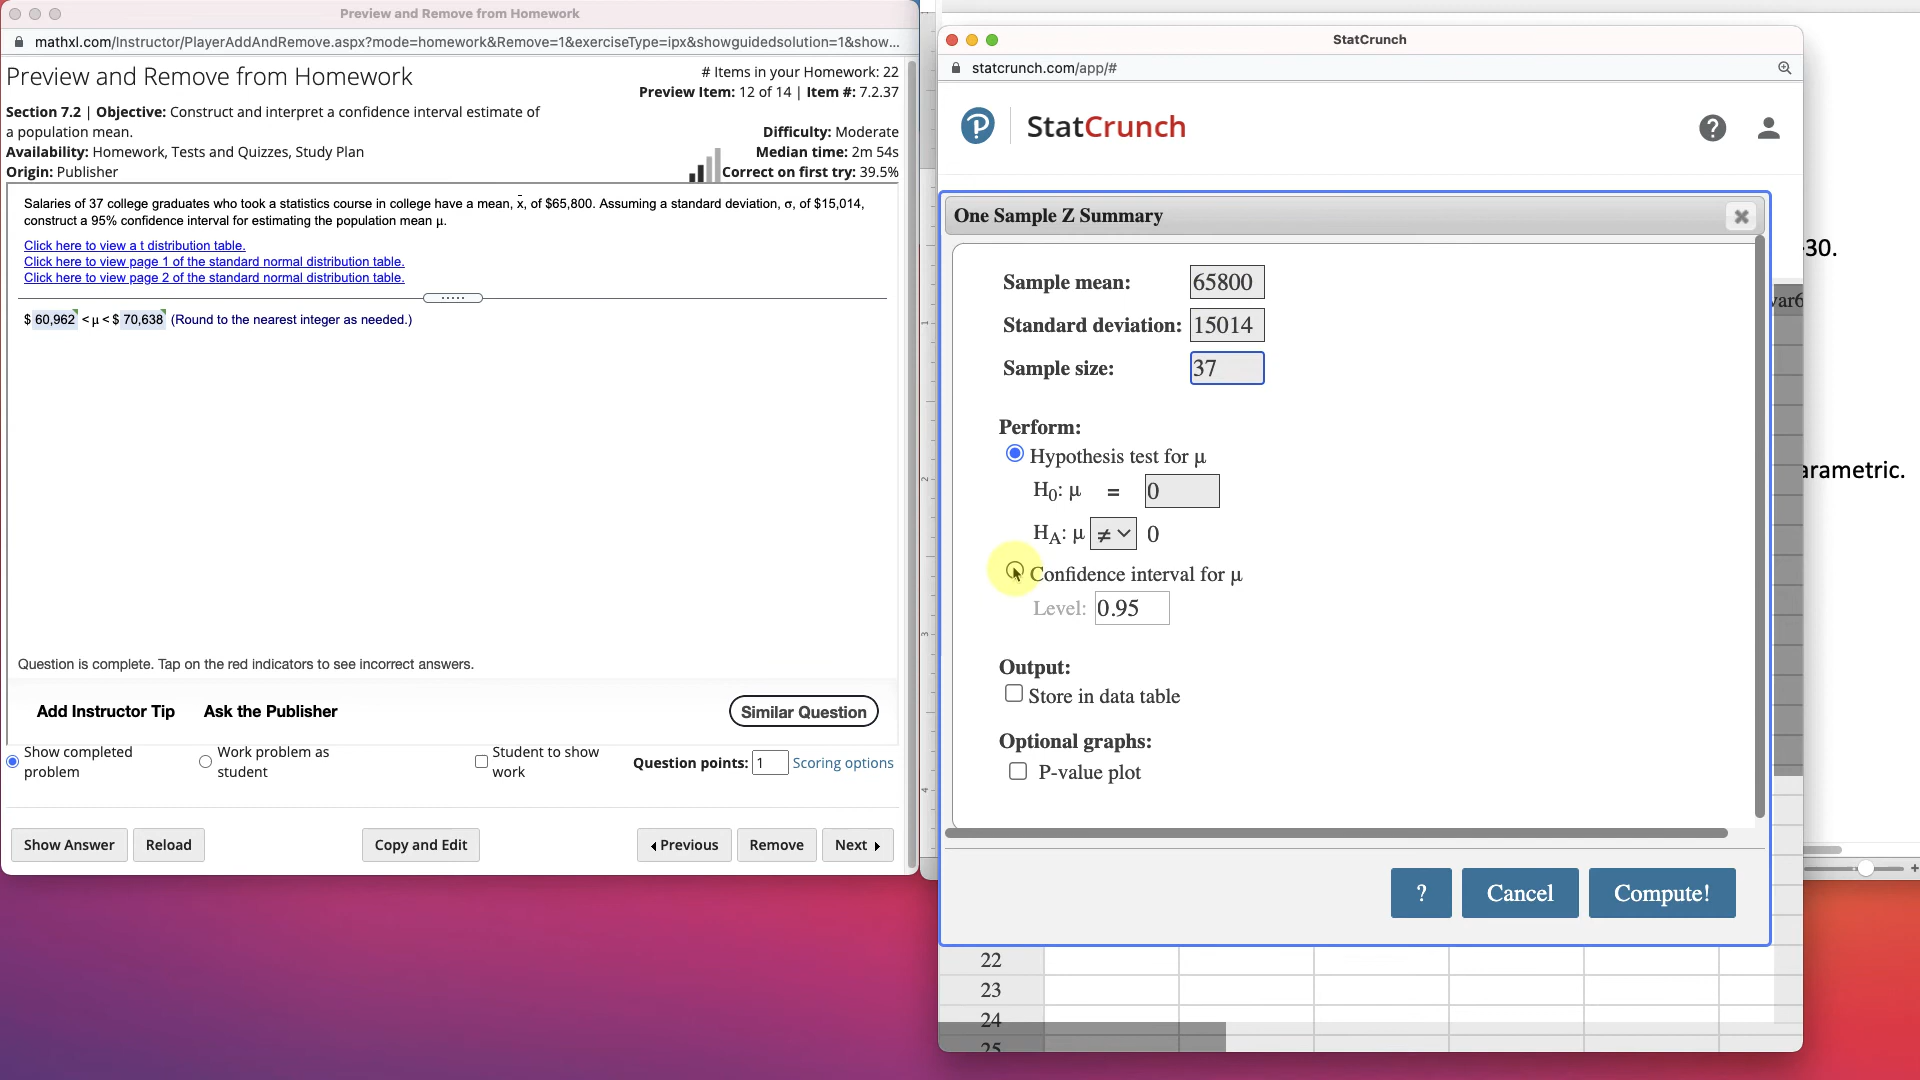 Preview and Remove from Homework
mathxl.com/Instructor/PlayerAddAndRemove.aspx?mode=homework&Remove=1&exerciseType=ipx&showguidedsolution=1&show...
Preview and Remove from Homework
# Items in your Homework: 22
Preview Item: 12 of 14 | Item #: 7.2.37
Section 7.2 | Objective: Construct and interpret a confidence interval estimate of
a population mean.
Difficulty: Moderate
Availability: Homework, Tests and Quizzes, Study Plan
Median time: 2m 54s
Origin: Publisher
Correct on first try: 39.5%
Salaries of 37 college graduates who took a statistics course in college have a mean, x̄, of $65,800. Assuming a standard deviation, σ, of $15,014,
construct a 95% confidence interval for estimating the population mean μ.
Click here to view a t distribution table.
Click here to view page 1 of the standard normal distribution table.
Click here to view page 2 of the standard normal distribution table.
$ 60,962 < μ < $ 70,638 (Round to the nearest integer as needed.)
Question is complete. Tap on the red indicators to see incorrect answers.
Add Instructor Tip Ask the Publisher Similar Question
Show completed
problem
Work problem as
student
Student to show
work
Question points: 1 Scoring options
Show Answer Reload Copy and Edit Previous Remove Next
StatCrunch
statcrunch.com/app/#
P StatCrunch ?
One Sample Z Summary
Sample mean: 65800
Standard deviation: 15014
Sample size: 37
Perform:
Hypothesis test for μ
H0: μ = 0
HA: μ ≠ 0
Confidence interval for μ
Level: 0.95
Output:
Store in data table
Optional graphs:
P-value plot
? Cancel Compute!
22
23
24
25
30.
var6
arametric.
1
2
3
4